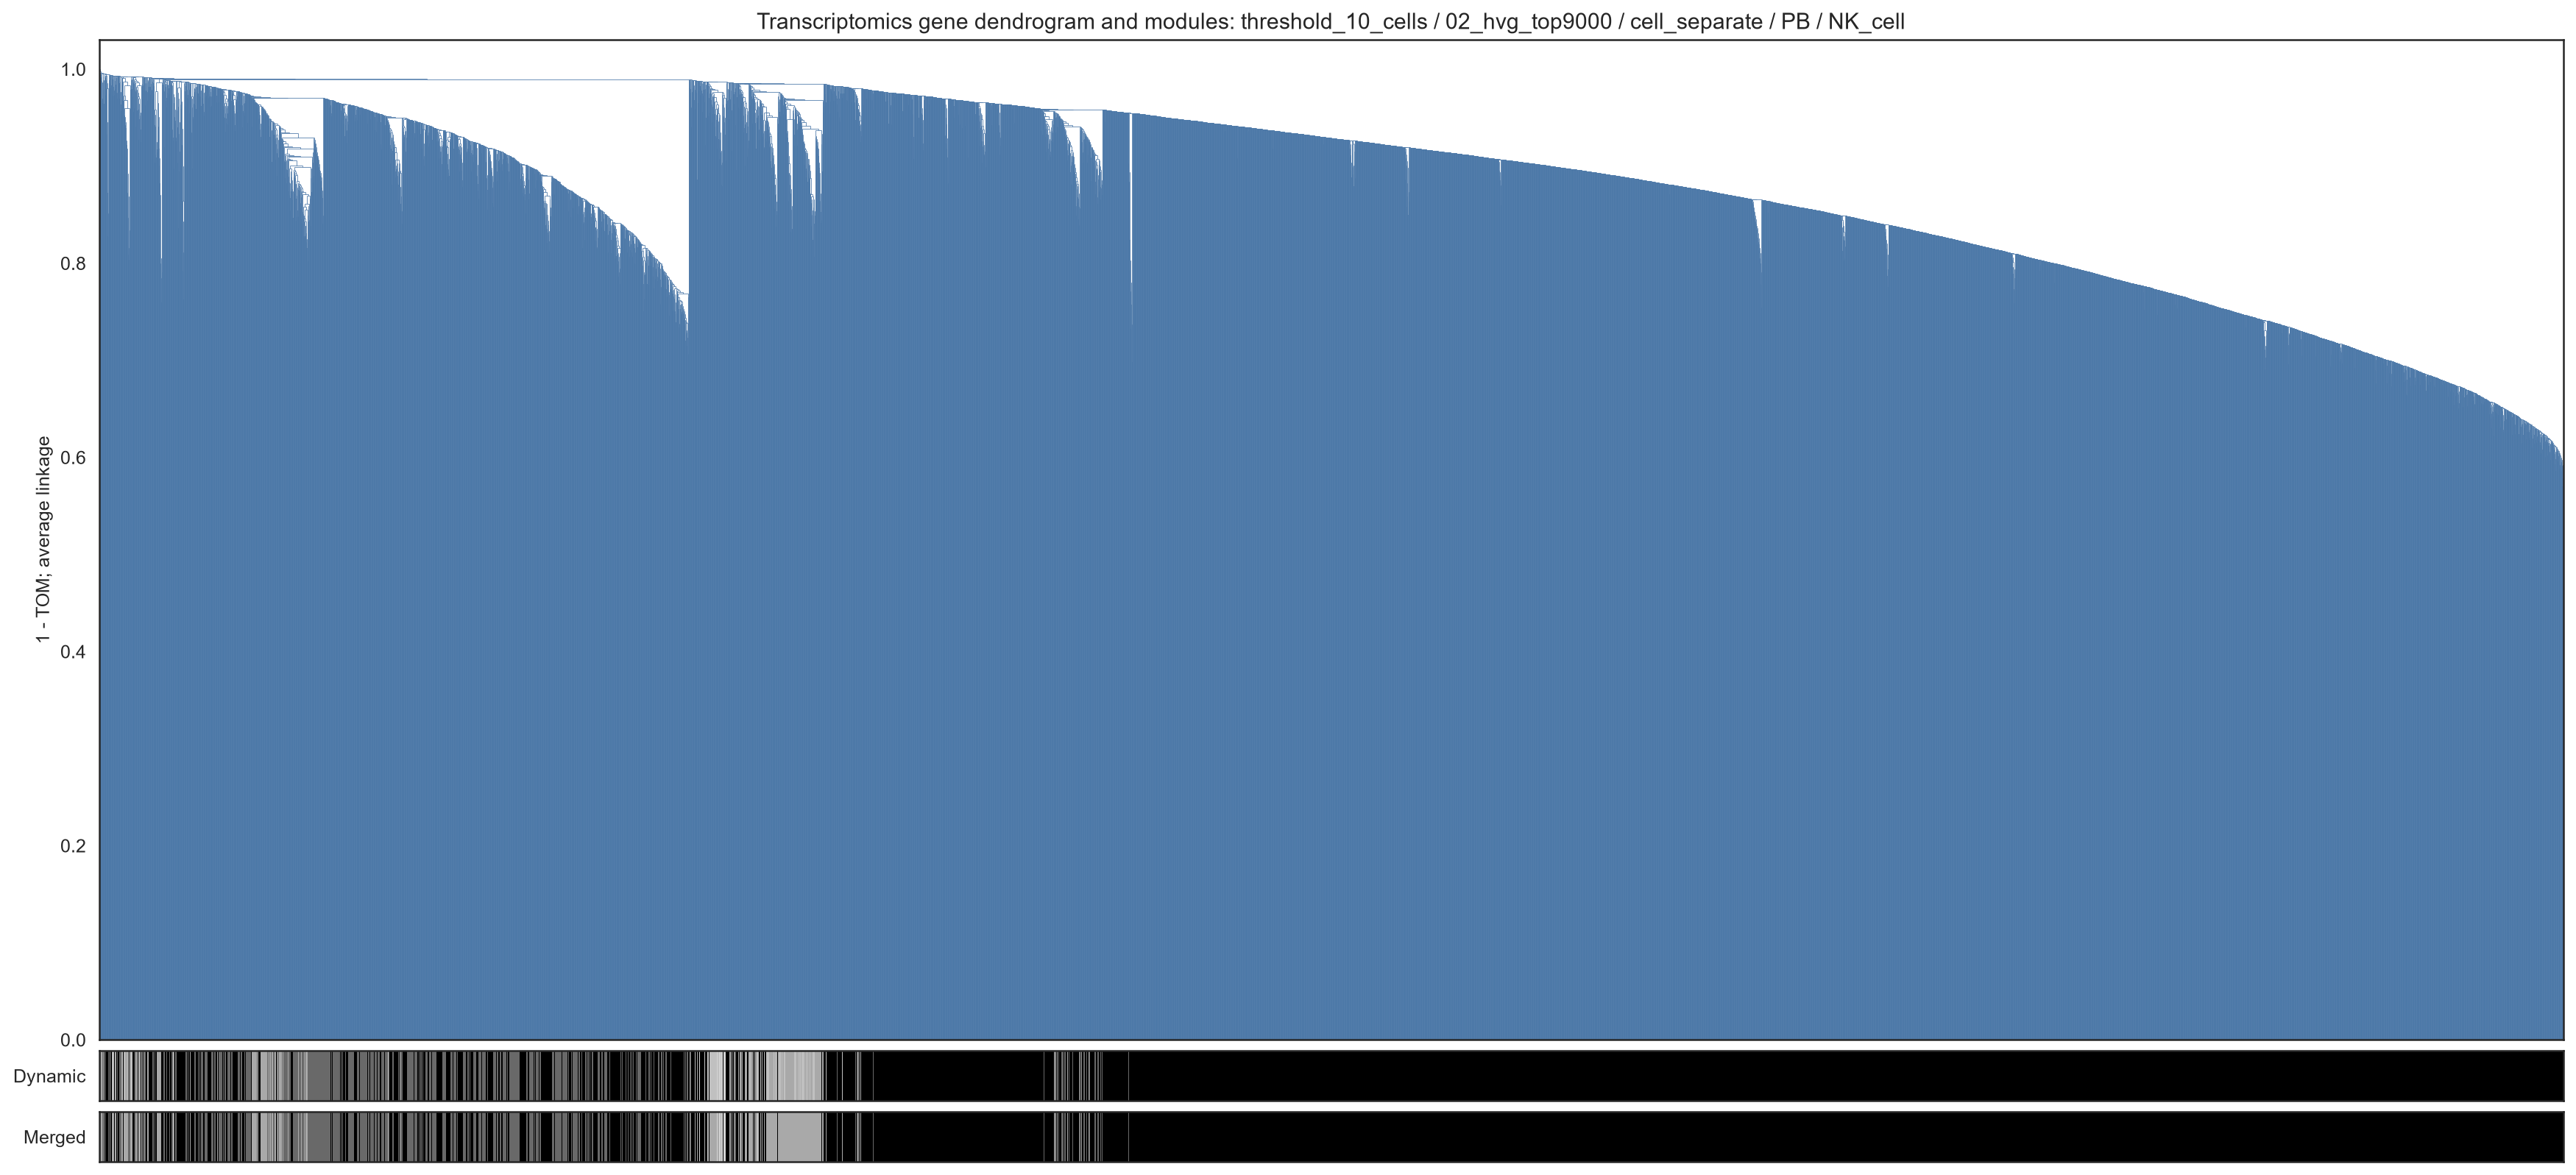 Transcriptomics gene dendrogram and modules: threshold_10_cells / 02_hvg_top9000 / cell_separate / PB / NK_cell
1.0
0.8
0.6
0.4
0.2
0.0
1 - TOM; average linkage
Dynamic
Merged